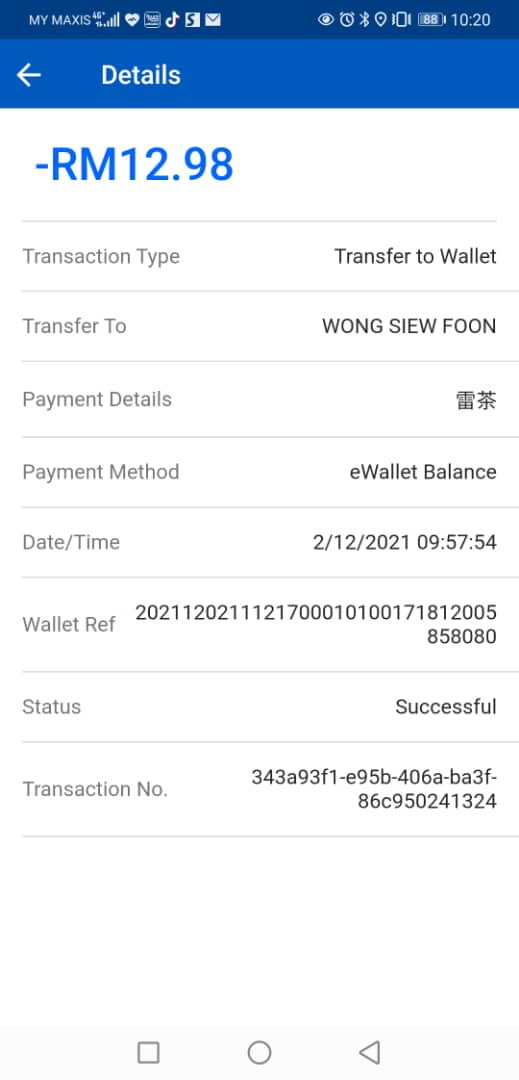 MY MAXIS 4G+ 88 10:20
Details
-RM12.98
Transaction Type Transfer to Wallet
Transfer To WONG SIEW FOON
Payment Details 雷茶
Payment Method eWallet Balance
Date/Time 2/12/2021 09:57:54
Wallet Ref 2021120211121700010100171812005
858080
Status Successful
Transaction No. 343a93f1-e95b-406a-ba3f-
86c950241324